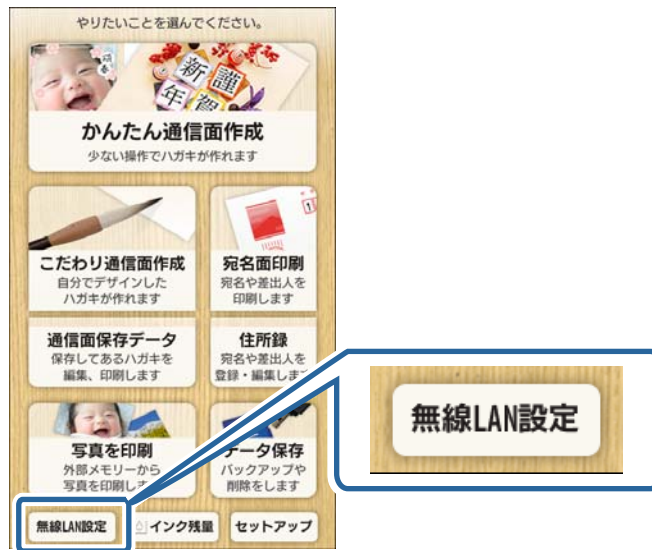 やりたいことを選んでください。
頑春
謹
賀
新
年
かんたん通信面作成
少ない操作でハガキが作れます
こだわり通信面作成
自分でデザインした
ハガキが作れます
宛名面印刷
宛名や差出人を
印刷します
通信面保存データ
保存してあるハガキを
編集、印刷します
住所録
宛名や差出人を
登録・編集しま
写真を印刷
外部メモリーから
写真を印刷しま
データ保存
バックアップや
削除をします
無線LAN設定
インク残量
セットアップ
無線LAN設定